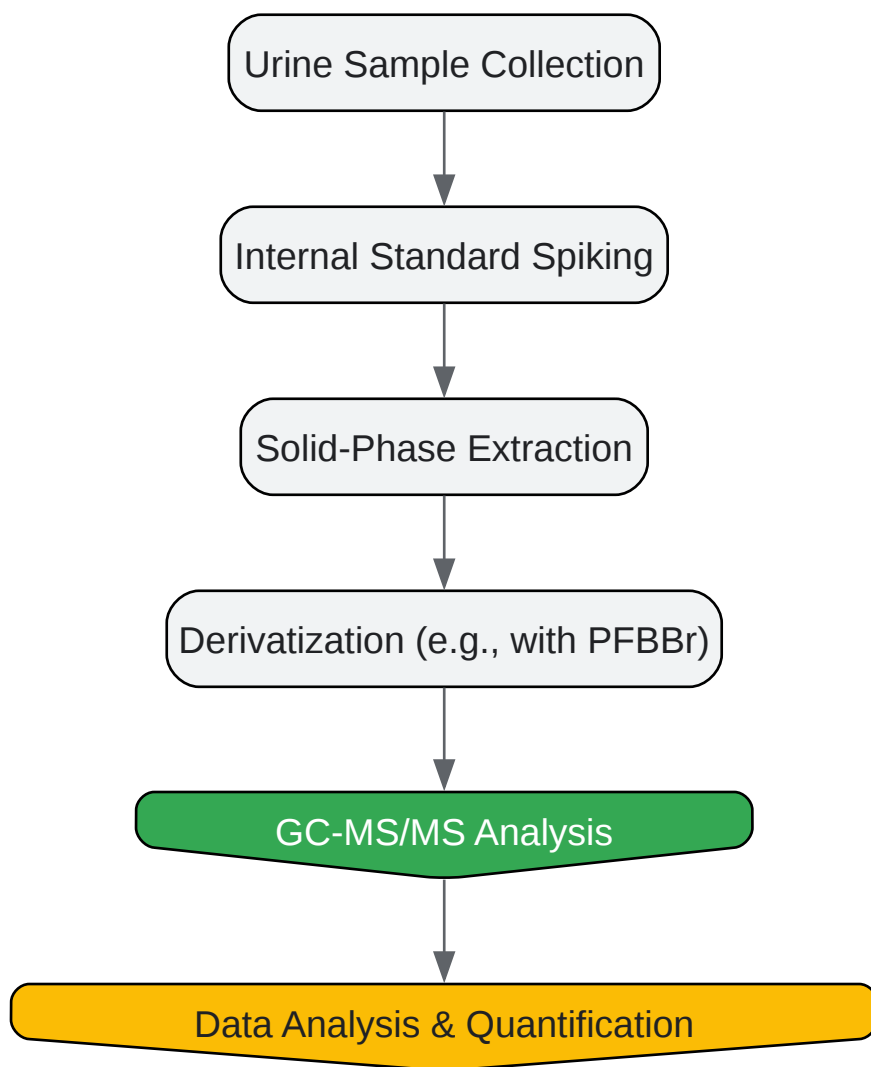 Urine Sample Collection
Internal Standard Spiking
Solid-Phase Extraction
Derivatization (e.g., with PFBBr)
GC-MS/MS Analysis
Data Analysis & Quantification